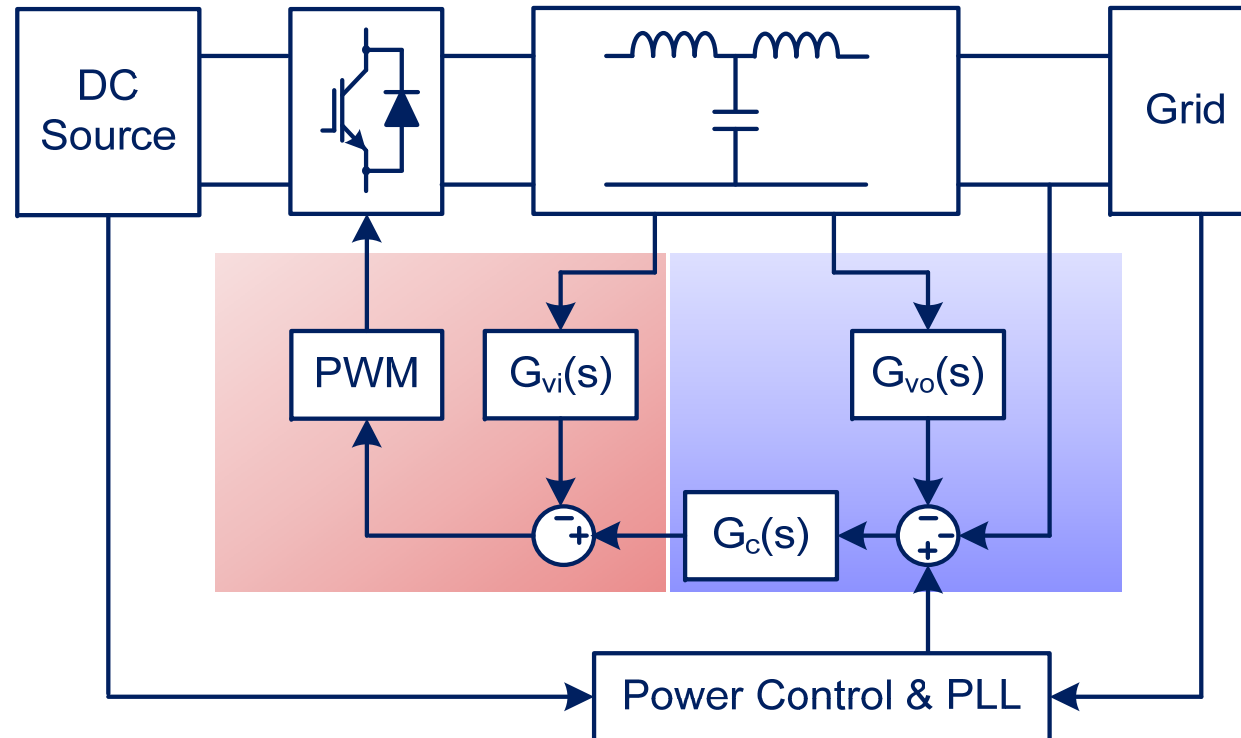 DC
Source
Grid
PWM
Gvi(s)
Gvo(s)
Gc(s)
− +
− − +
Power Control & PLL